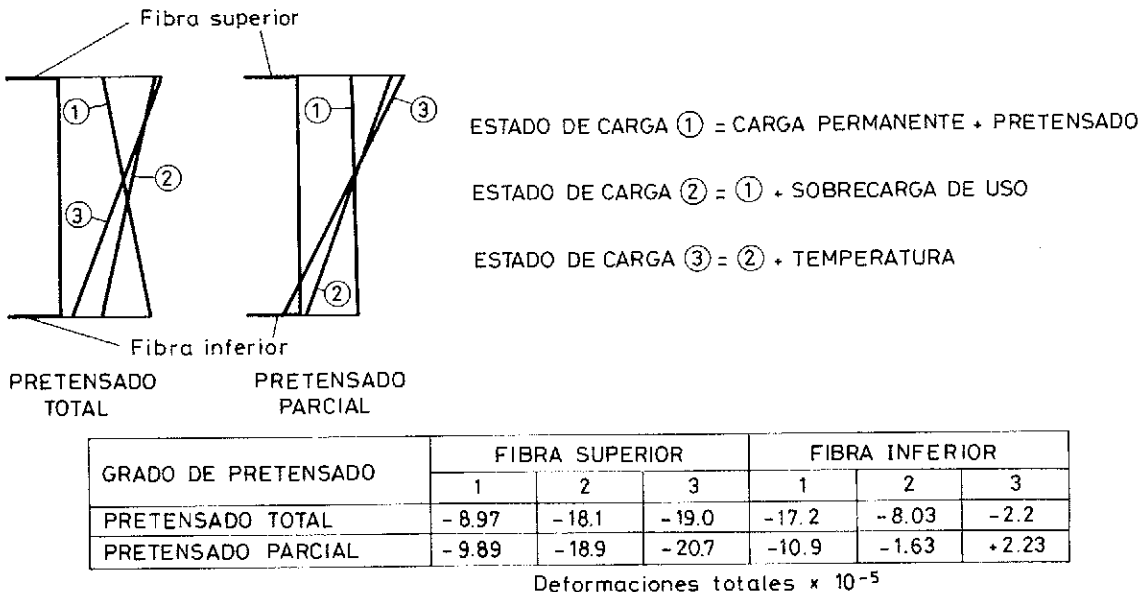 Fibra superior
1
2
3
1
3
2
ESTADO DE CARGA 1 = CARGA PERMANENTE + PRETENSADO
ESTADO DE CARGA 2 = 1 + SOBRECARGA DE USO
ESTADO DE CARGA 3 = 2 + TEMPERATURA
Fibra inferior
PRETENSADO
TOTAL
PRETENSADO
PARCIAL
GRADO DE PRETENSADO FIBRA SUPERIOR FIBRA INFERIOR
1 2 3 1 2 3
PRETENSADO TOTAL -8.97 -18.1 -19.0 -17.2 -8.03 -2.2
PRETENSADO PARCIAL -9.89 -18.9 -20.7 -10.9 -1.63 +2.23
Deformaciones totales x 10⁻⁵